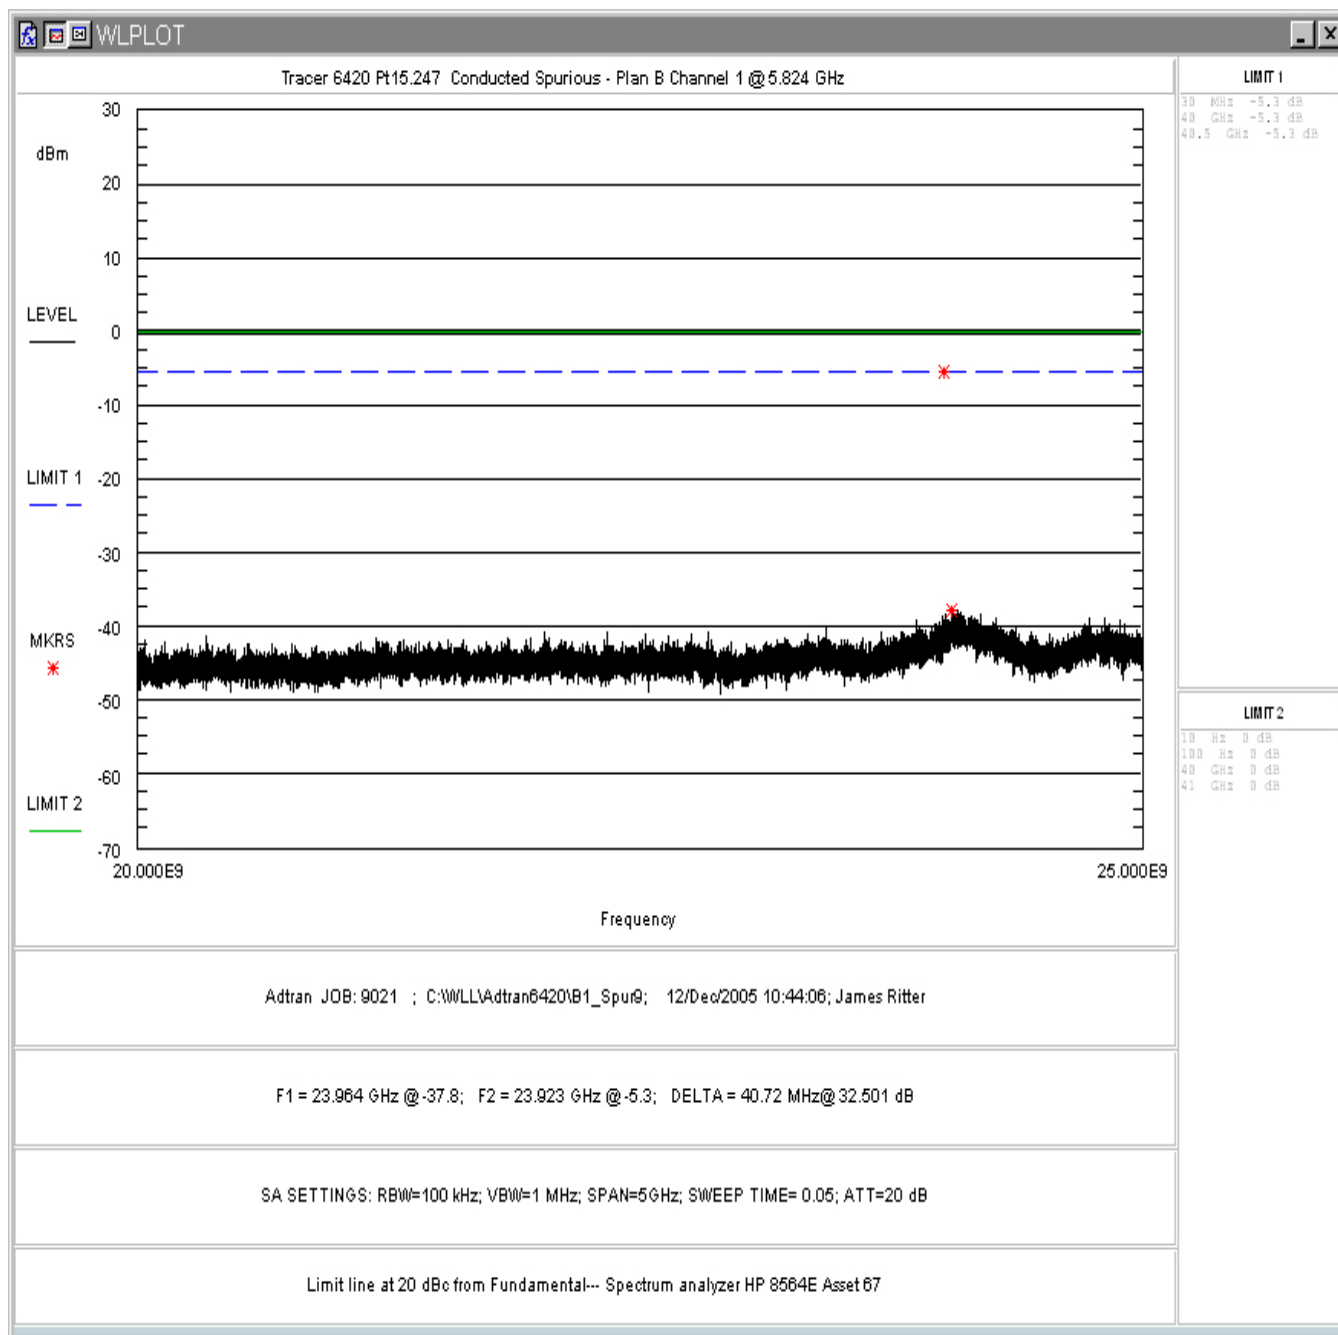 WLPLOT
Tracer 6420 Pt15.247 Conducted Spurious - Plan B Channel 1 @ 5.824 GHz
30
dBm
20
10
LEVEL
0
-10
LIMIT 1
-20
-30
MKRS
-40
-50
-60
LIMIT 2
-70
20.000E9
25.000E9
Frequency
LIMIT 1
30 MHz -5.3 dB
40 GHz -5.3 dB
40.5 GHz -5.3 dB
LIMIT 2
10 Hz 0 dB
100 Hz 0 dB
40 GHz 0 dB
41 GHz 0 dB
Adtran JOB: 9021 ; C:\WLL\Adtran6420\B1_Spur9; 12/Dec/2005 10:44:06; James Ritter
F1 = 23.964 GHz @ -37.8; F2 = 23.923 GHz @ -5.3; DELTA = 40.72 MHz@ 32.501 dB
SA SETTINGS: RBW=100 kHz; VBW=1 MHz; SPAN=5GHz; SWEEP TIME= 0.05; ATT=20 dB
Limit line at 20 dBc from Fundamental--- Spectrum analyzer HP 8564E Asset 67